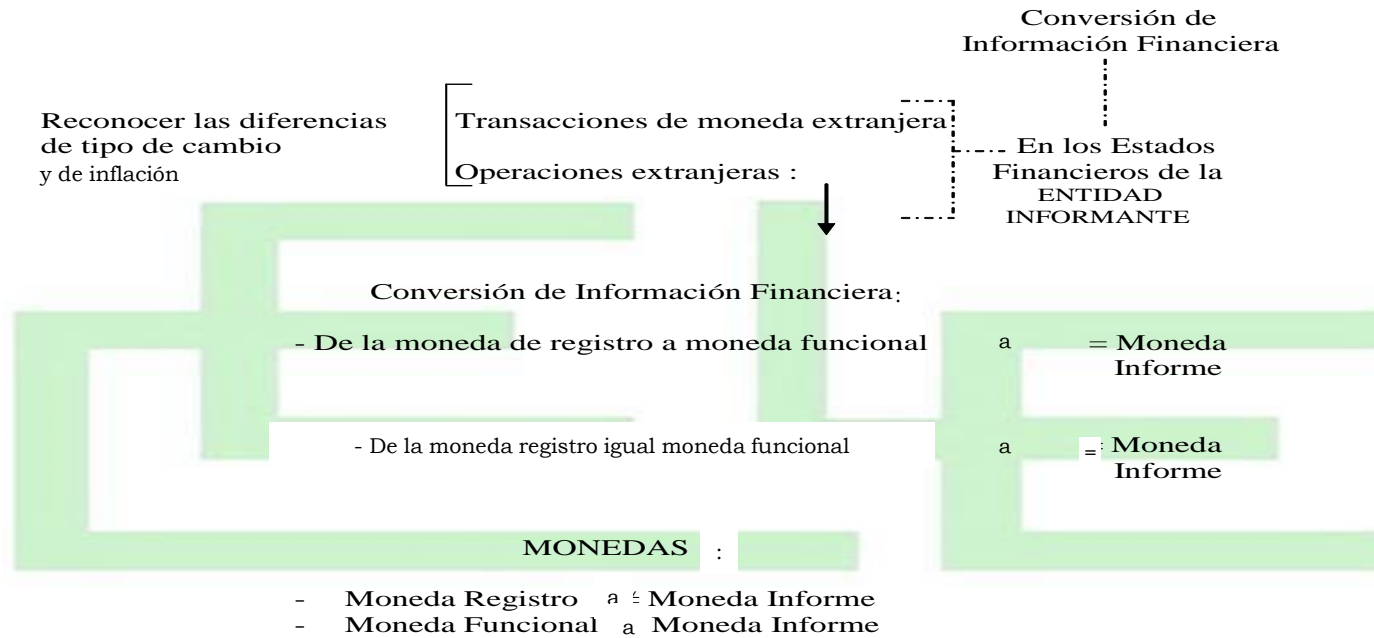 Conversión de
Información Financiera
Reconocer las diferencias
de tipo de cambio
y de inflación
Transacciones de moneda extranjera
Operaciones extranjeras :
En los Estados
Financieros de la
ENTIDAD
INFORMANTE
Conversión de Información Financiera:
- De la moneda de registro a moneda funcional a = Moneda
Informe
- De la moneda registro igual moneda funcional a = Moneda
Informe
MONEDAS :
- Moneda Registro a Moneda Informe
- Moneda Funcional a Moneda Informe